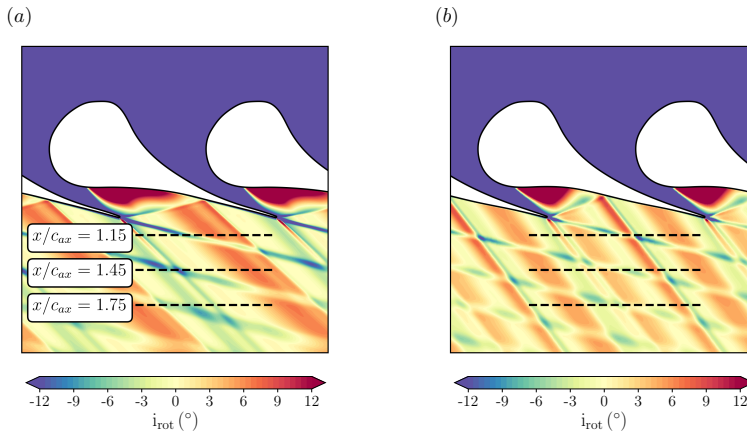 (a)
(b)
x/c_ax = 1.15
x/c_ax = 1.45
x/c_ax = 1.75
-12 -9 -6 -3 0 3 6 9 12
-12 -9 -6 -3 0 3 6 9 12
i_rot (°)
i_rot (°)